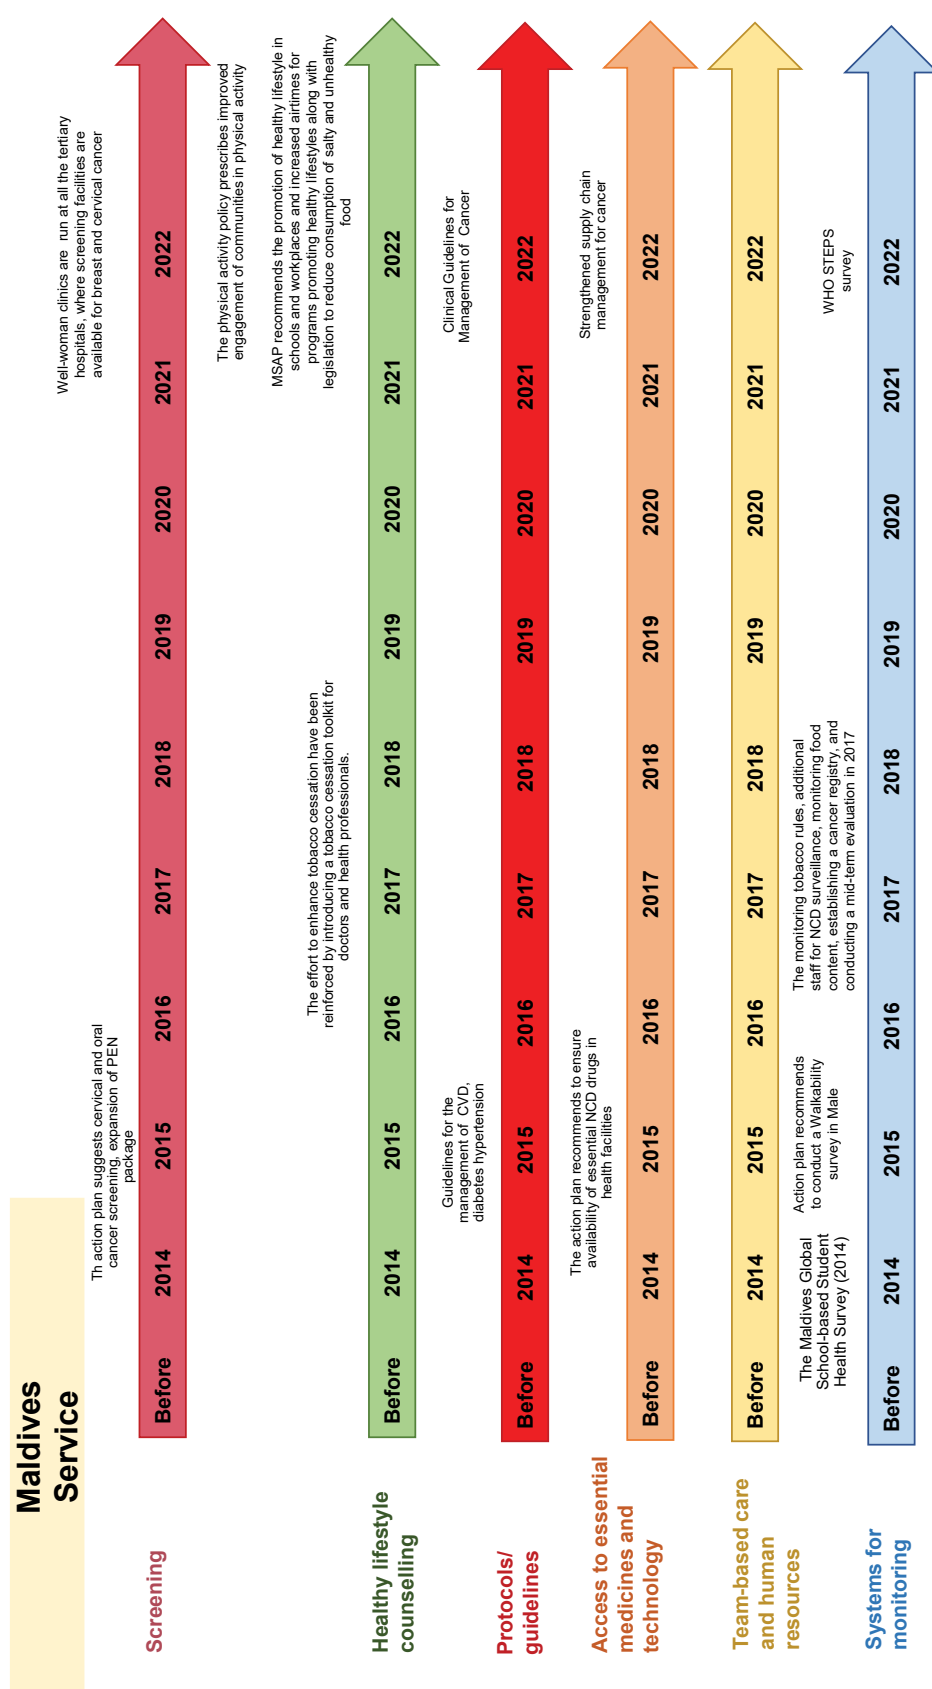 Maldives
Service
Screening
Th action plan suggests cervical and oral
cancer screening, expansion of PEN
package
Well-woman clinics are run at all the tertiary
hospitals, where screening facilities are
available for breast and cervical cancer
Before 2014 2015 2016 2017 2018 2019 2020 2021 2022
Healthy lifestyle
counselling
The effort to enhance tobacco cessation have been
reinforced by introducing a tobacco cessation toolkit for
doctors and health professionals.
The physical activity policy prescribes improved
engagement of communities in physical activity
MSAP recommends the promotion of healthy lifestyle in
schools and workplaces and increased airtimes for
programs promoting healthy lifestyles along with
legislation to reduce consumption of salty and unhealthy
food
Before 2014 2015 2016 2017 2018 2019 2020 2021 2022
Protocols/
guidelines
Guidelines for the
management of CVD,
diabetes hypertension
Clinical Guidelines for
Management of Cancer
Before 2014 2015 2016 2017 2018 2019 2020 2021 2022
Access to essential
medicines and
technology
The action plan recommends to ensure
availability of essential NCD drugs in
health facilities
Strengthened supply chain
management for cancer
Before 2014 2015 2016 2017 2018 2019 2020 2021 2022
Team-based care
and human
resources
Before 2014 2015 2016 2017 2018 2019 2020 2021 2022
Systems for
monitoring
The Maldives Global
School-based Student
Health Survey (2014)
Action plan recommends
to conduct a Walkability
survey in Male
The monitoring tobacco rules, additional
staff for NCD surveillance, monitoring food
content, establishing a cancer registry, and
conducting a mid-term evaluation in 2017
WHO STEPS
survey
Before 2014 2015 2016 2017 2018 2019 2020 2021 2022